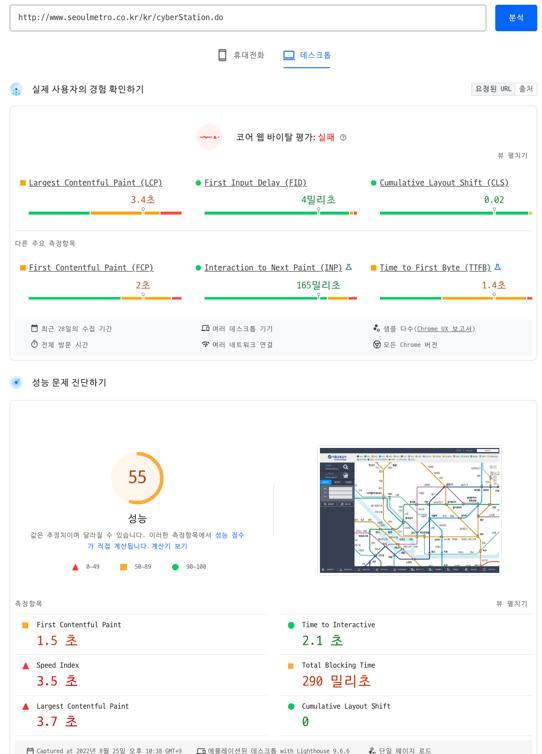 http://www.seoulmetro.co.kr/kr/cyberStation.do
분석
휴대전화
데스크톱
실제 사용자의 경험 확인하기
요청된 URL 출처
코어 웹 바이탈 평가: 실패
뷰 펼치기
Largest Contentful Paint (LCP)
3.4초
First Input Delay (FID)
4밀리초
Cumulative Layout Shift (CLS)
0.02
다른 주요 측정항목
First Contentful Paint (FCP)
2초
Interaction to Next Paint (INP)
165밀리초
Time to First Byte (TTFB)
1.4초
최근 28일의 수집 기간
여러 데스크톱 기기
샘플 다수(Chrome UX 보고서)
전체 방문 시간
여러 네트워크 연결
모든 Chrome 버전
성능 문제 진단하기
55
성능
값은 추정치이며 달라질 수 있습니다. 이러한 측정항목에서 성능 점수
가 직접 계산됩니다.계산기 보기
0–49
50–89
90–100
측정항목
뷰 펼치기
First Contentful Paint
1.5 초
Time to Interactive
2.1 초
Speed Index
3.5 초
Total Blocking Time
290 밀리초
Largest Contentful Paint
3.7 초
Cumulative Layout Shift
0
Captured at 2022년 8월 25일 오후 10:38 GMT+9
에뮬레이션된 데스크톱 with Lighthouse 9.6.6
단일 페이지 로드